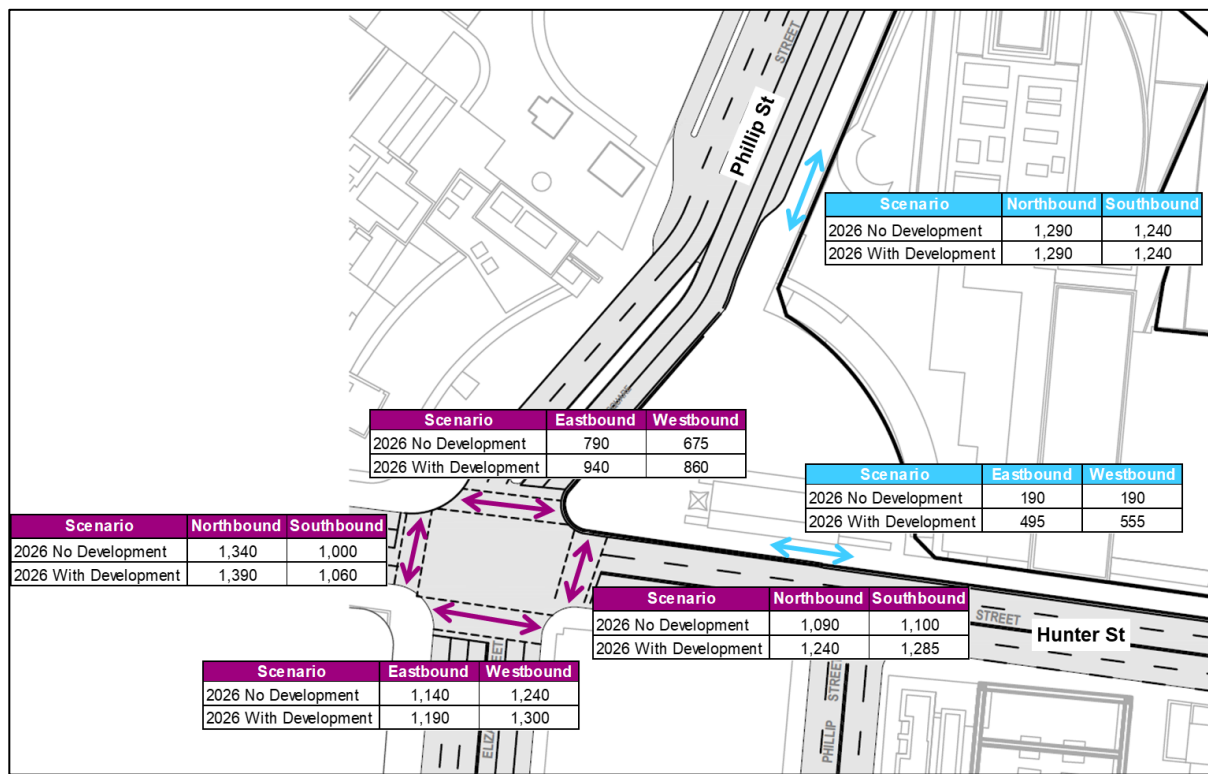 STREET
Phillip St
Scenario Northbound Southbound
2026 No Development 1,290 1,240
2026 With Development 1,290 1,240
Scenario Eastbound Westbound
2026 No Development 790 675
2026 With Development 940 860
Scenario Eastbound Westbound
2026 No Development 190 190
2026 With Development 495 555
Scenario Northbound Southbound
2026 No Development 1,340 1,000
2026 With Development 1,390 1,060
Scenario Northbound Southbound
2026 No Development 1,090 1,100
2026 With Development 1,240 1,285
STREET
Hunter St
Scenario Eastbound Westbound
2026 No Development 1,140 1,240
2026 With Development 1,190 1,300
PHILLIP STREET